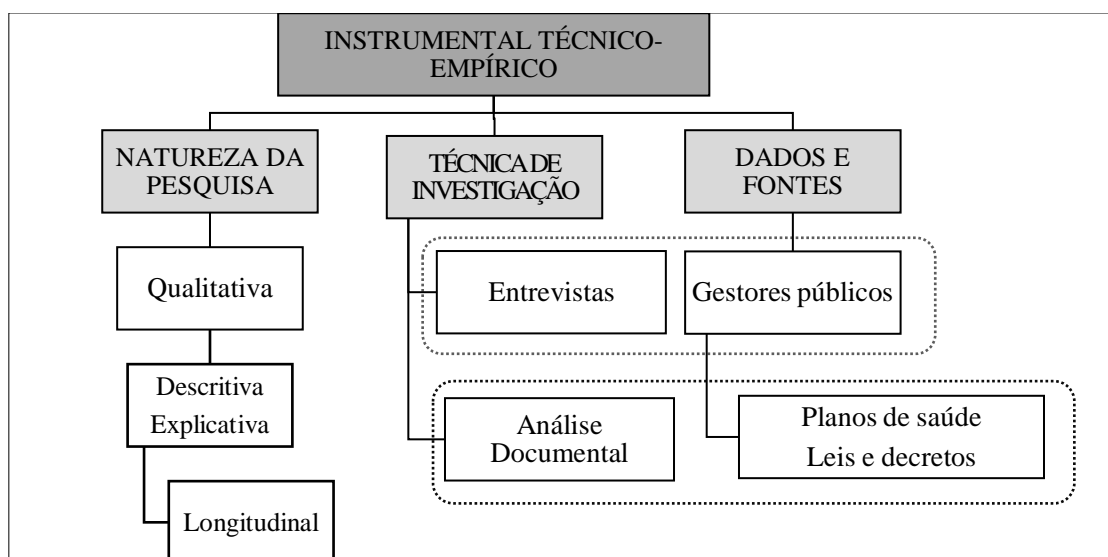 INSTRUMENTAL TÉCNICO-
EMPÍRICO
NATUREZA DA
PESQUISA
TÉCNICA DE
INVESTIGAÇÃO
DADOS E
FONTES
Qualitativa
Entrevistas
Gestores públicos
Descritiva
Explicativa
Análise
Documental
Planos de saúde
Leis e decretos
Longitudinal